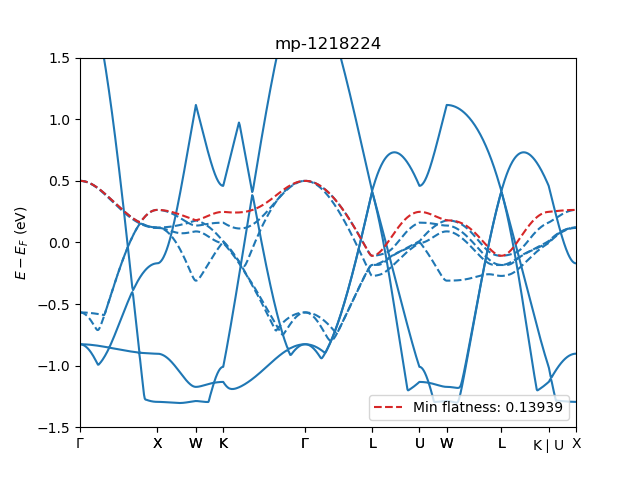 mp-1218224
E − E_F (eV)
1.5
1.0
0.5
0.0
−0.5
−1.0
−1.5
Min flatness: 0.13939
Γ X W K Γ L U W L K | U X